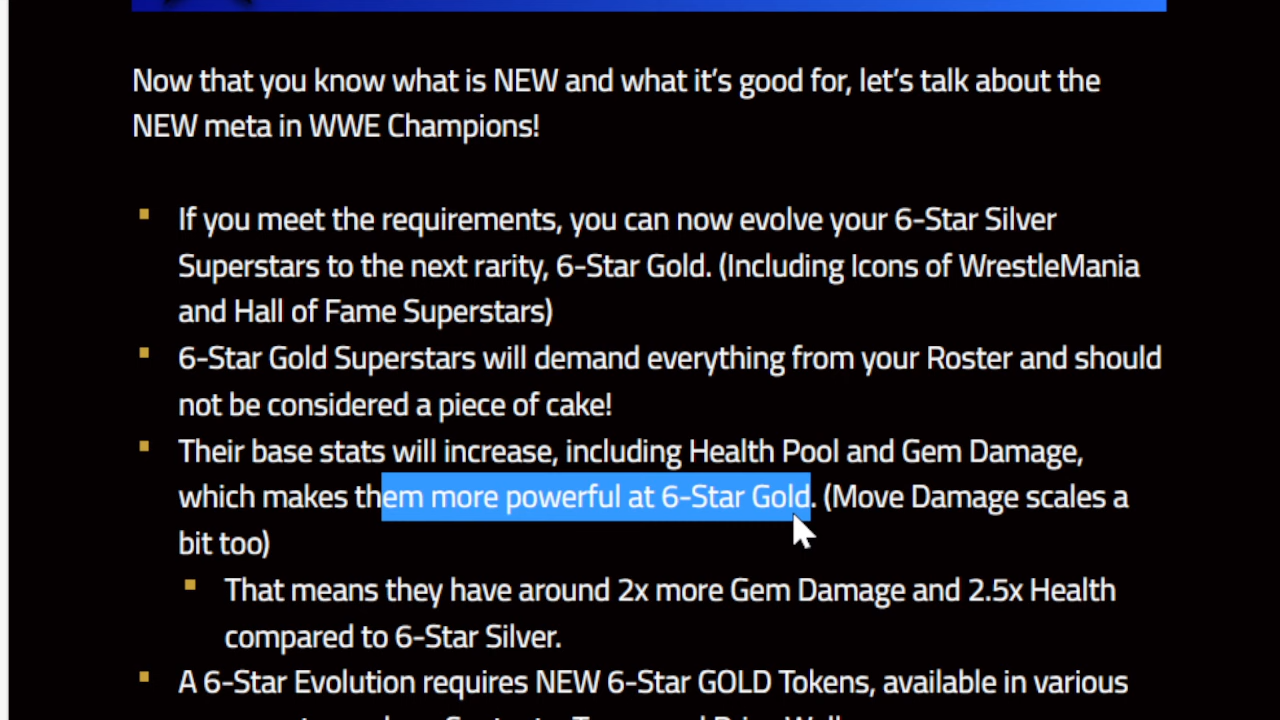 Now that you know what is NEW and what it’s good for, let’s talk about the
NEW meta in WWE Champions!
If you meet the requirements, you can now evolve your 6-Star Silver
Superstars to the next rarity, 6-Star Gold. (Including Icons of WrestleMania
and Hall of Fame Superstars)
6-Star Gold Superstars will demand everything from your Roster and should
not be considered a piece of cake!
Their base stats will increase, including Health Pool and Gem Damage,
which makes them more powerful at 6-Star Gold. (Move Damage scales a
bit too)
That means they have around 2x more Gem Damage and 2.5x Health
compared to 6-Star Silver.
A 6-Star Evolution requires NEW 6-Star GOLD Tokens, available in various